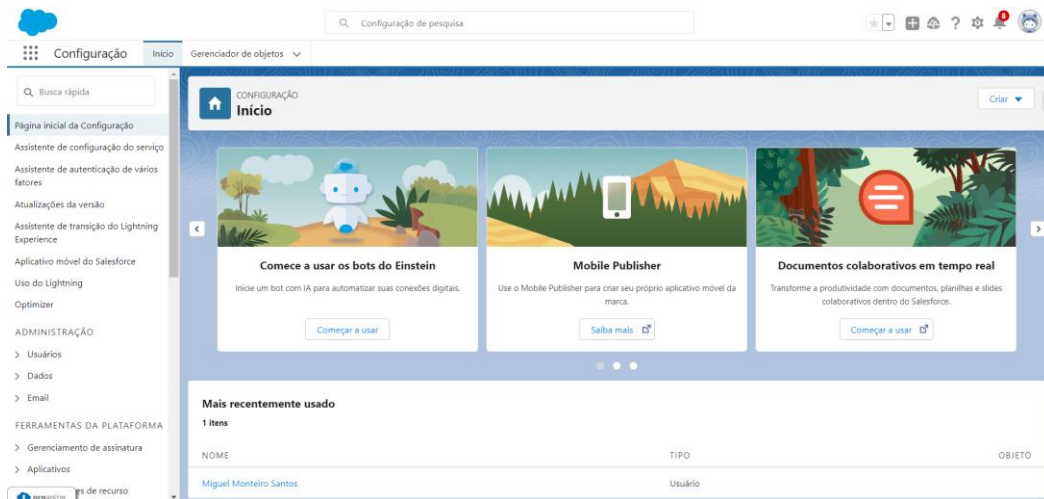 Configuração de pesquisa
8
Configuração
Início
Gerenciador de objetos
Busca rápida
Página inicial da Configuração
Assistente de configuração do serviço
Assistente de autenticação de vários
fatores
Atualizações da versão
Assistente de transição do Lightning
Experience
Aplicativo móvel do Salesforce
Uso do Lightning
Optimizer
ADMINISTRAÇÃO
Usuários
Dados
Email
FERRAMENTAS DA PLATAFORMA
Gerenciamento de assinatura
Aplicativos
de recurso
CONFIGURAÇÃO
Início
Criar
Comece a usar os bots do Einstein
Inicie um bot com IA para automatizar suas conexões digitais.
Começar a usar
Mobile Publisher
Use o Mobile Publisher para criar seu próprio aplicativo móvel da
marca.
Saiba mais
Documentos colaborativos em tempo real
Transforme a produtividade com documentos, planilhas e slides
colaborativos dentro do Salesforce.
Começar a usar
Mais recentemente usado
1 itens
NOME TIPO OBJETO
Miguel Monteiro Santos Usuário